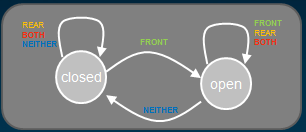 REAR
BOTH
NEITHER
closed
FRONT
NEITHER
open
FRONT
REAR
BOTH